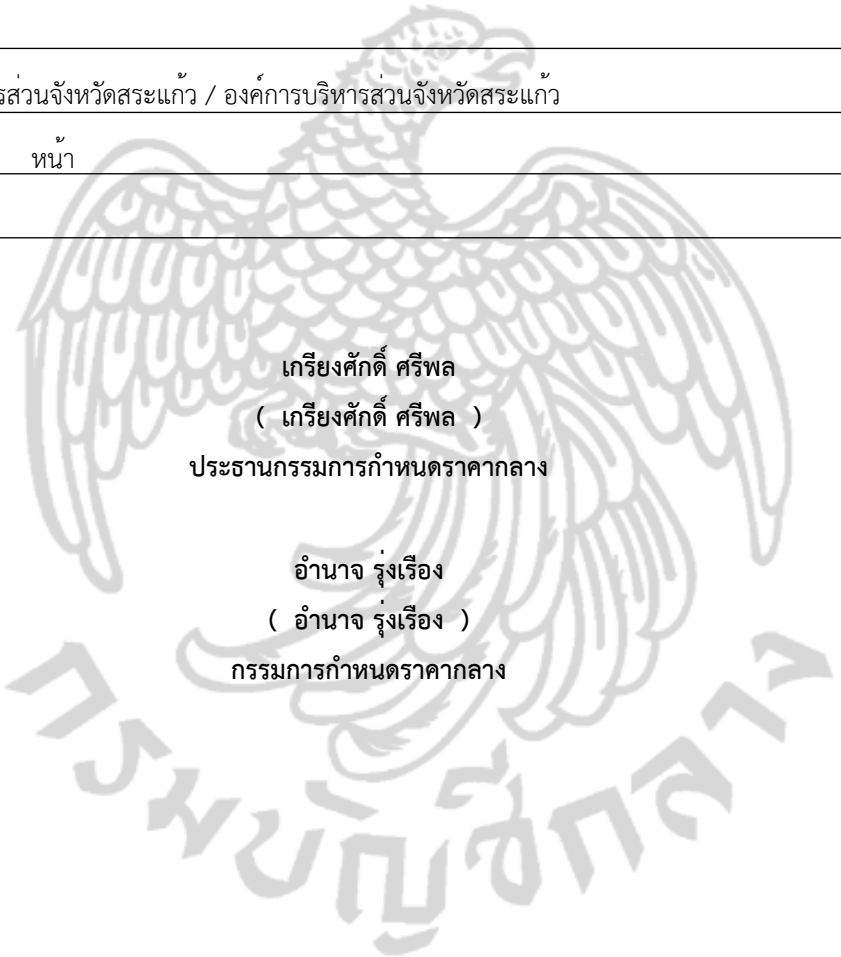 รส่วนจังหวัดสระแก้ว / องค์การบริหารส่วนจังหวัดสระแก้ว
หน้า
เกรียงศักดิ์ ศรีพล
( เกรียงศักดิ์ ศรีพล )
ประธานกรรมการกำหนดราคากลาง
อำนาจ รุ่งเรือง
( อำนาจ รุ่งเรือง )
กรรมการกำหนดราคากลาง
กรมบัญชีกลาง